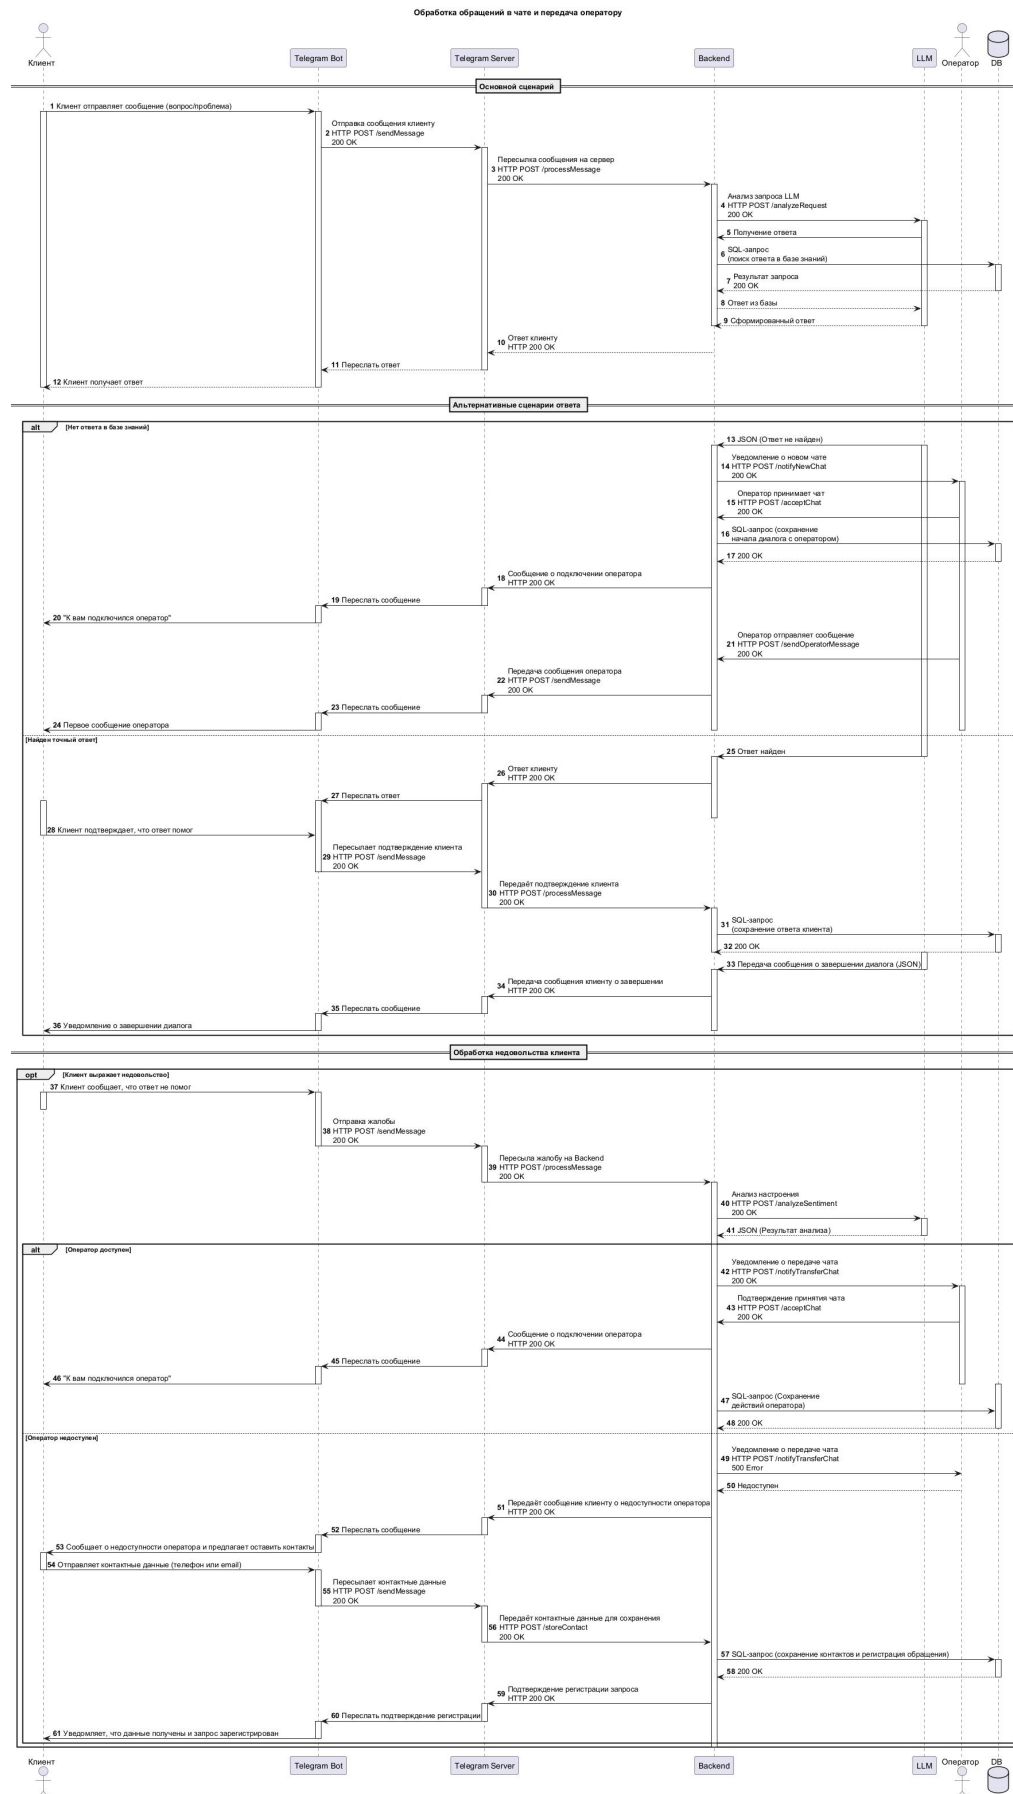 Обработка обращений в чате и передача оператору
Клиент
Telegram Bot
Telegram Server
Backend
LLM
Оператор
DB
Основной сценарий
1 Клиент отправляет сообщение (вопрос/проблема)
Отправка сообщения клиенту
2 HTTP POST /sendMessage
200 OK
Пересылка сообщения на сервер
3 HTTP POST /processMessage
200 OK
Анализ запроса LLM
4 HTTP POST /analyzeRequest
200 OK
5 Получение ответа
6 SQL-запрос
(поиск ответа в базе знаний)
7 Результат запроса
200 OK
8 Ответ из базы
9 Сформированный ответ
10 Ответ клиенту
HTTP 200 OK
11 Переслать ответ
12 Клиент получает ответ
Альтернативные сценарии ответа
alt [Нет ответа в базе знаний]
13 JSON (Ответ не найден)
Уведомление о новом чате
14 HTTP POST /notifyNewChat
200 OK
Оператор принимает чат
15 HTTP POST /acceptChat
200 OK
16 SQL-запрос (сохранение
начала диалога с оператором)
17 200 OK
18 Сообщение о подключении оператора
HTTP 200 OK
19 Переслать сообщение
20 "К вам подключился оператор"
Оператор отправляет сообщение
21 HTTP POST /sendOperatorMessage
200 OK
Передача сообщения оператора
22 HTTP POST /sendMessage
200 OK
23 Переслать сообщение
24 Первое сообщение оператора
[Найден точный ответ]
25 Ответ найден
26 Ответ клиенту
HTTP 200 OK
27 Переслать ответ
28 Клиент подтверждает, что ответ помог
Пересылает подтверждение клиента
29 HTTP POST /sendMessage
200 OK
Передаёт подтверждение клиента
30 HTTP POST /processMessage
200 OK
31 SQL-запрос
(сохранение ответа клиента)
32 200 OK
33 Передача сообщения о завершении диалога (JSON)
34 Передача сообщения клиенту о завершении
HTTP 200 OK
35 Переслать сообщение
36 Уведомление о завершении диалога
Обработка недовольства клиента
opt [Клиент выражает недовольство]
37 Клиент сообщает, что ответ не помог
Отправка жалобы
38 HTTP POST /sendMessage
200 OK
Пересыла жалобу на Backend
39 HTTP POST /processMessage
200 OK
Анализ настроения
40 HTTP POST /analyzeSentiment
200 OK
41 JSON (Результат анализа)
alt [Оператор доступен]
Уведомление о передаче чата
42 HTTP POST /notifyTransferChat
200 OK
Подтверждение принятия чата
43 HTTP POST /acceptChat
200 OK
44 Сообщение о подключении оператора
HTTP 200 OK
45 Переслать сообщение
46 "К вам подключился оператор"
47 SQL-запрос (Сохранение
действий оператора)
48 200 OK
[Оператор недоступен]
Уведомление о передаче чата
49 HTTP POST /notifyTransferChat
500 Error
50 Недоступен
51 Передаёт сообщение клиенту о недоступности оператора
HTTP 200 OK
52 Переслать сообщение
53 Сообщает о недоступности оператора и предлагает оставить контакты
54 Отправляет контактные данные (телефон или email)
Пересылает контактные данные
55 HTTP POST /sendMessage
200 OK
Передаёт контактные данные для сохранения
56 HTTP POST /storeContact
200 OK
57 SQL-запрос (сохранение контактов и регистрация обращения)
58 200 OK
59 Подтверждение регистрации запроса
HTTP 200 OK
60 Переслать подтверждение регистрации
61 Уведомляет, что данные получены и запрос зарегистрирован
Клиент
Telegram Bot
Telegram Server
Backend
LLM
Оператор
DB